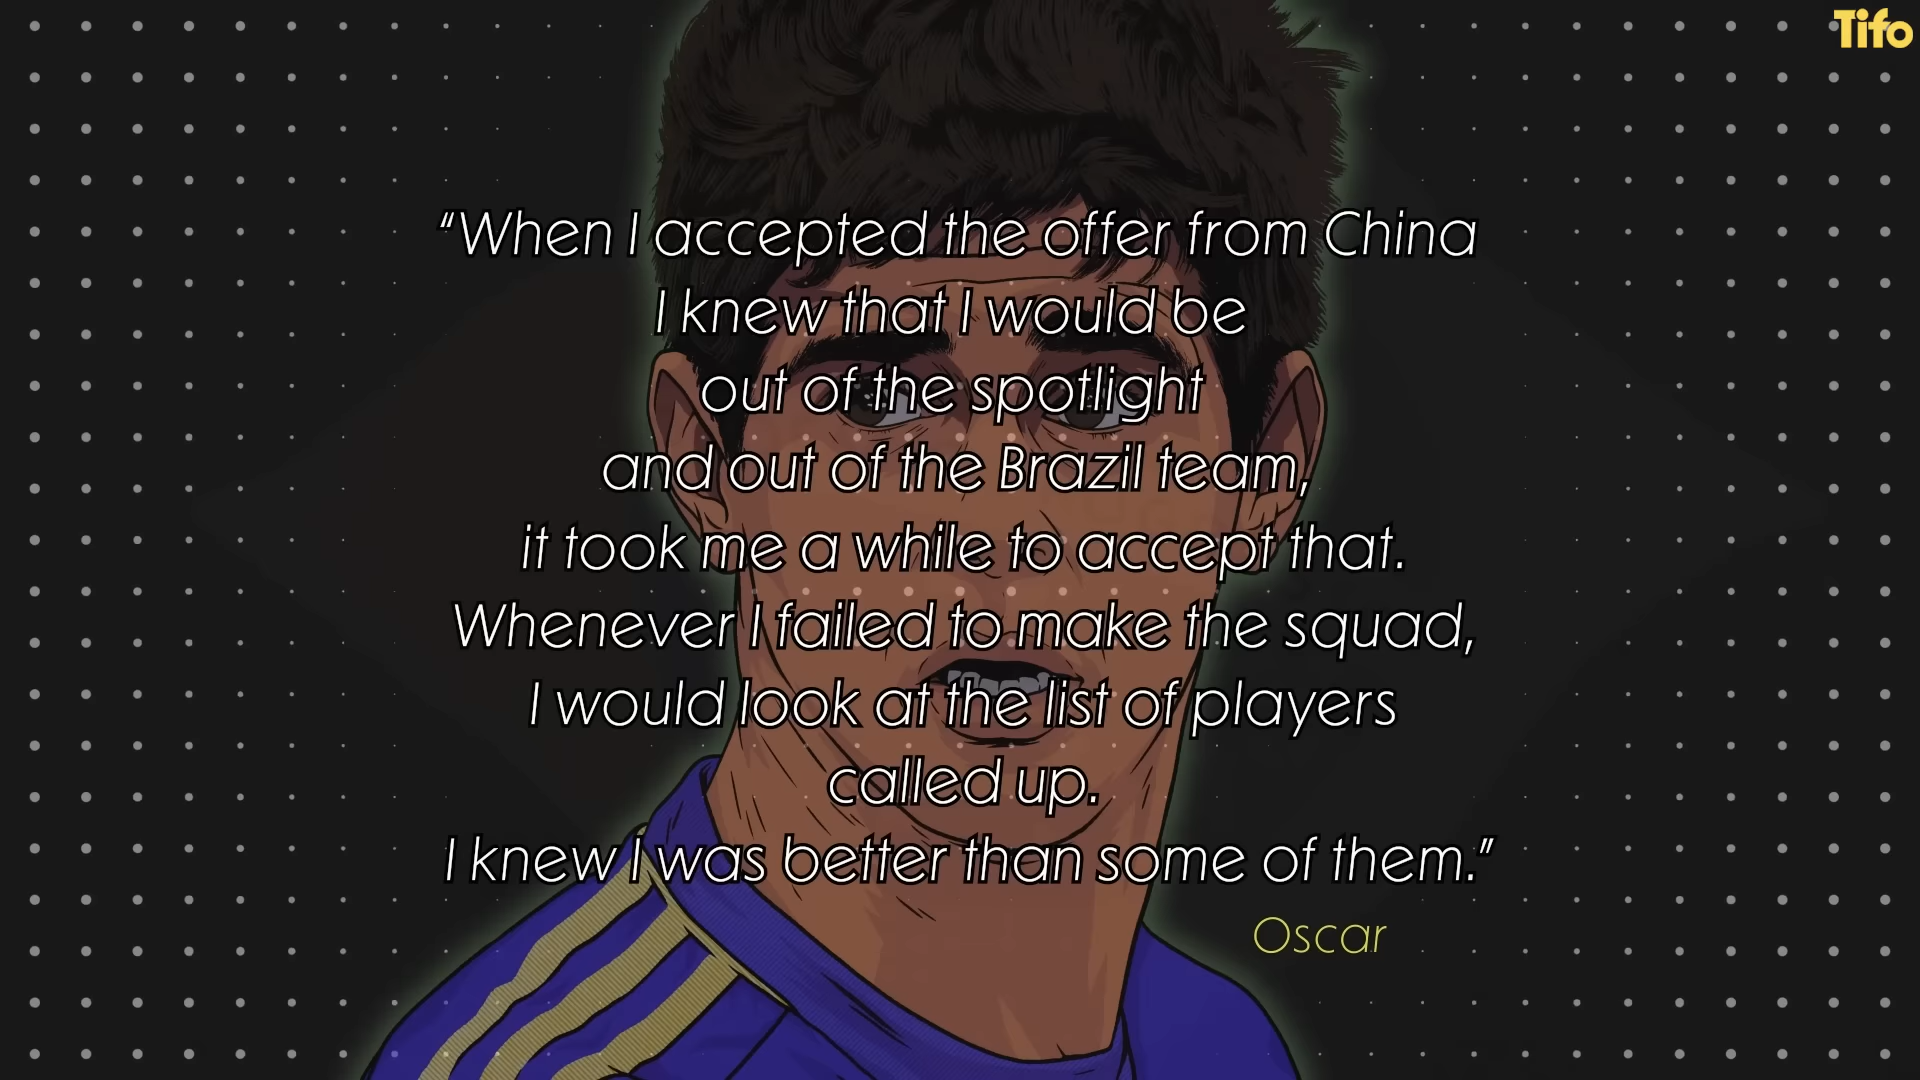 Tifo
“When I accepted the offer from China
I knew that I would be
out of the spotlight
and out of the Brazil team,
it took me a while to accept that.
Whenever I failed to make the squad,
I would look at the list of players
called up.
I knew I was better than some of them.”
Oscar